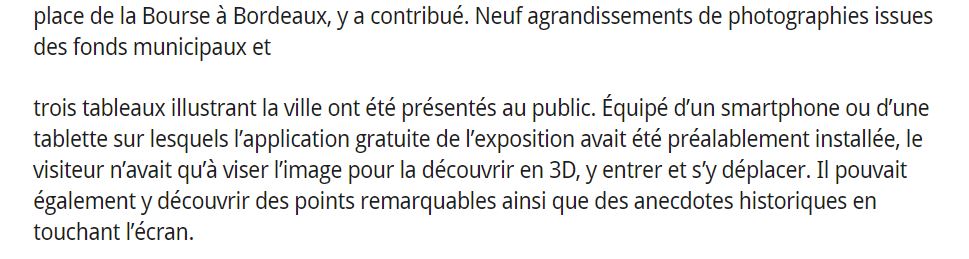 place de la Bourse à Bordeaux, y a contribué. Neuf agrandissements de photographies issues
des fonds municipaux et
trois tableaux illustrant la ville ont été présentés au public. Équipé d’un smartphone ou d’une
tablette sur lesquels l’application gratuite de l’exposition avait été préalablement installée, le
visiteur n’avait qu’à viser l’image pour la découvrir en 3D, y entrer et s’y déplacer. Il pouvait
également y découvrir des points remarquables ainsi que des anecdotes historiques en
touchant l’écran.